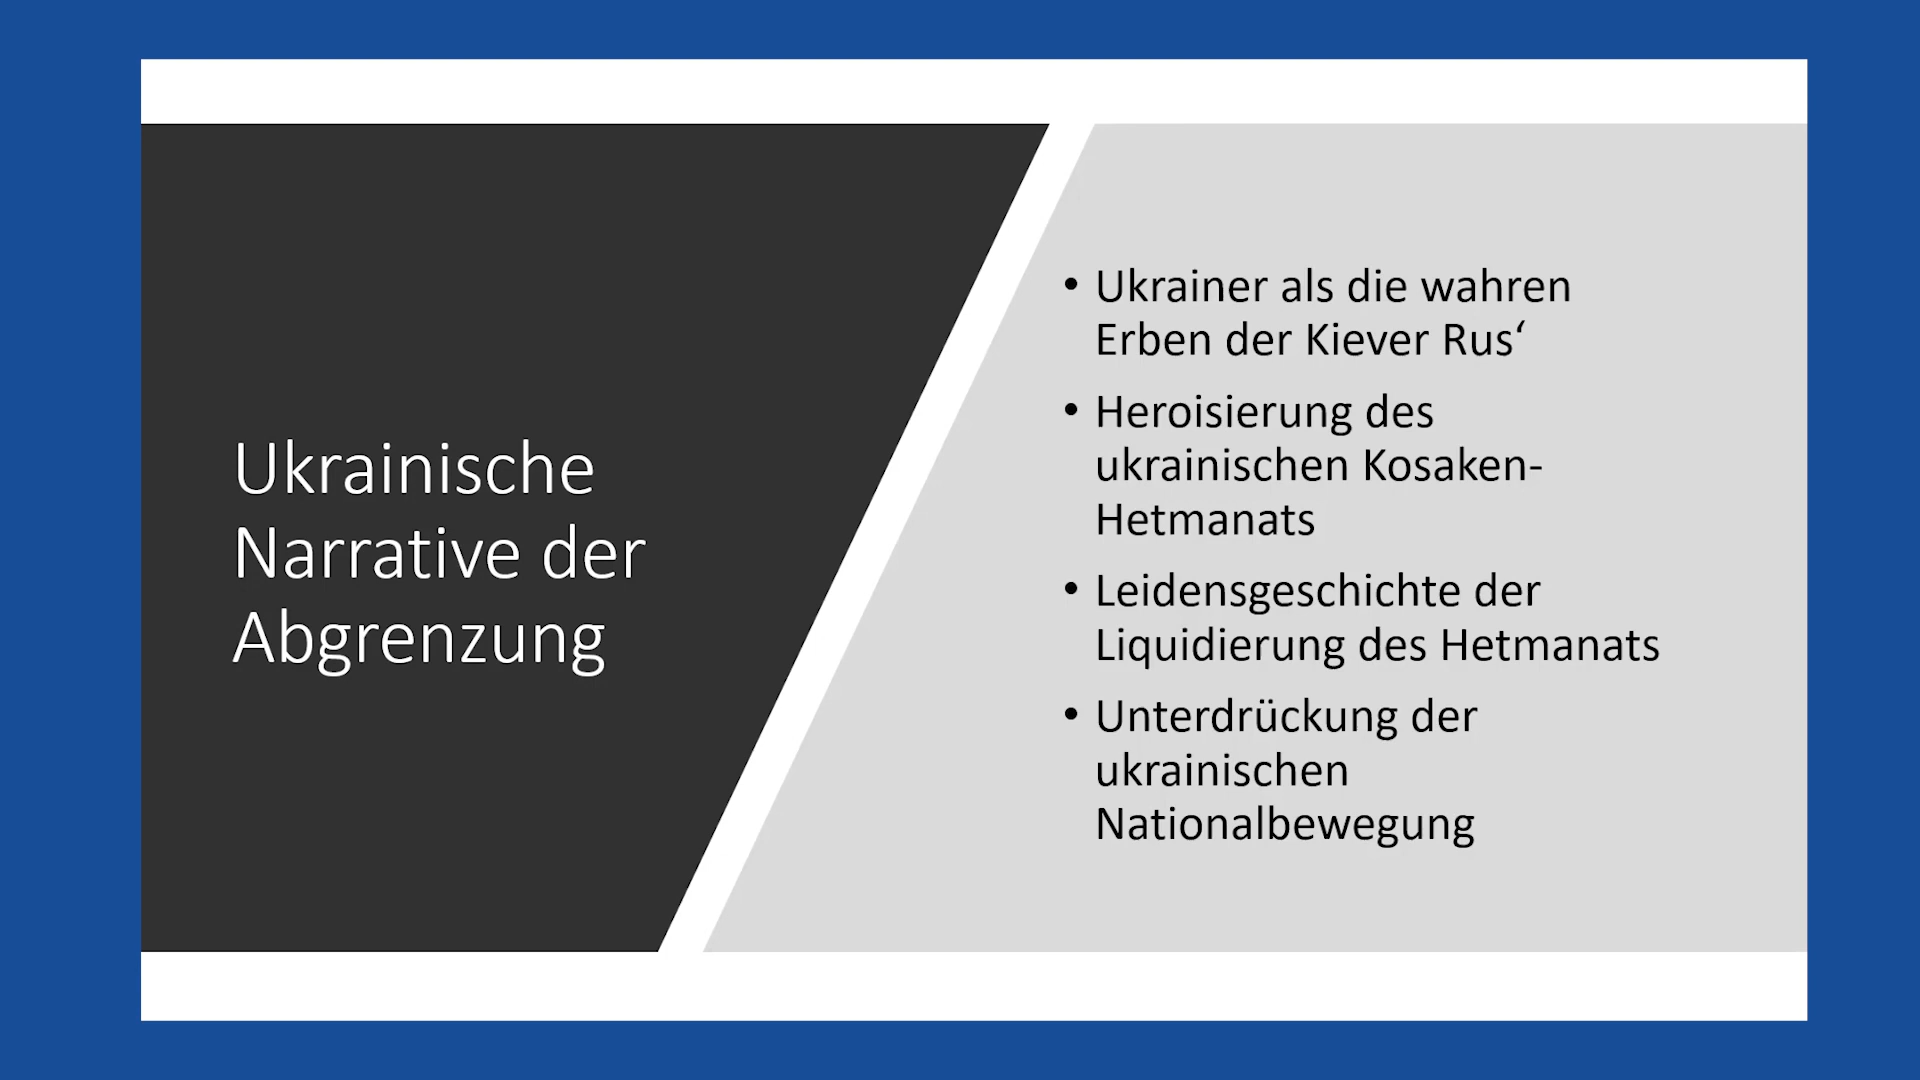 Ukrainische
Narrative der
Abgrenzung
• Ukrainer als die wahren
Erben der Kiever Rus‘
• Heroisierung des
ukrainischen Kosaken-
Hetmanats
• Leidensgeschichte der
Liquidierung des Hetmanats
• Unterdrückung der
ukrainischen
Nationalbewegung